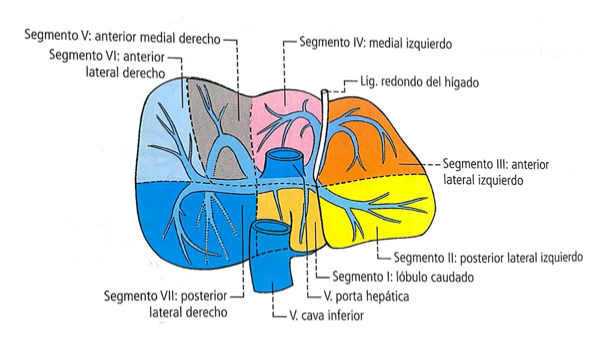 Segmento V: anterior medial derecho
Segmento VI: anterior
lateral derecho
Segmento IV: medial izquierdo
Lig. redondo del hígado
Segmento III: anterior
lateral izquierdo
Segmento II: posterior lateral izquierdo
Segmento I: lóbulo caudado
Segmento VII: posterior
lateral derecho
V. porta hepática
V. cava inferior